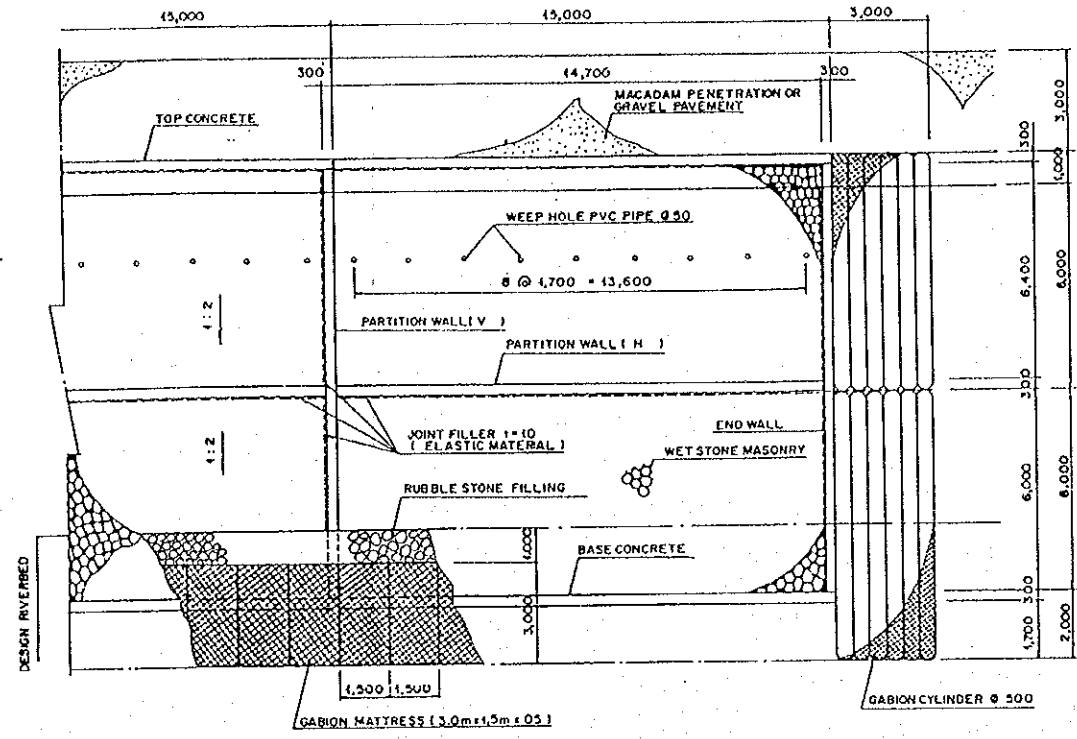 15,000
15,000
3,000
300
14,700
300
MACADAM PENETRATION OR
GRAVEL PAVEMENT
TOP CONCRETE
3,000
300
1,000
WEEP HOLE PVC PIPE Ø 50
8 @ 1,700 = 13,600
6,400
6,000
1:2
PARTITION WALL ( V )
PARTITION WALL ( H )
300
JOINT FILLER t=10
( ELASTIC MATERAL )
1:2
END WALL
WET STONE MASONRY
RUBBLE STONE FILLING
6,000
6,000
DESIGN RIVERBED
1,000
BASE CONCRETE
3,000
300
1,700
2,000
1,500
1,500
GABION CYLINDER Ø 500
GABION MATTRESS ( 3.0m x 1,5m x 05 )